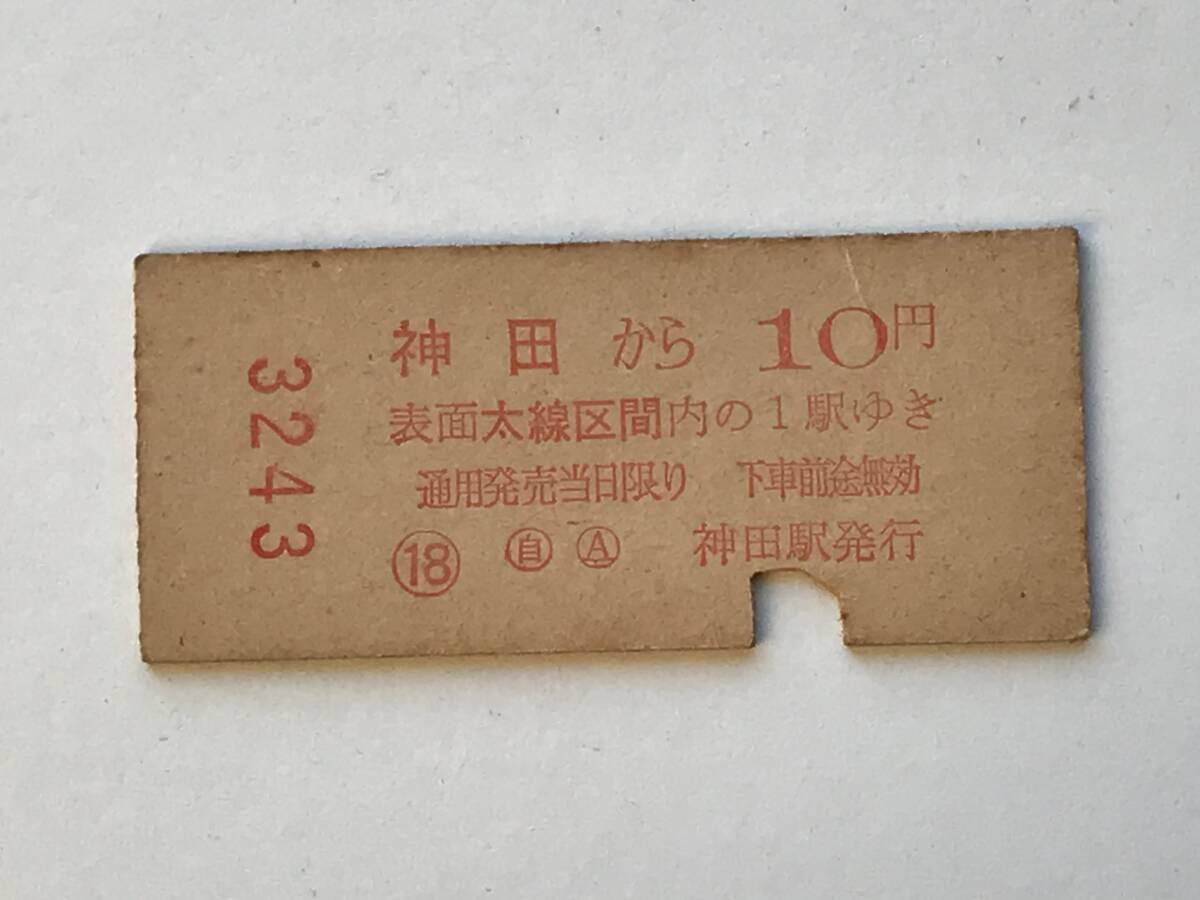 3243
神田から10円
表面太線区間内の1駅ゆき
通用発売当日限り 下車前途無効
⑱ ㊀ Ⓐ 神田駅発行